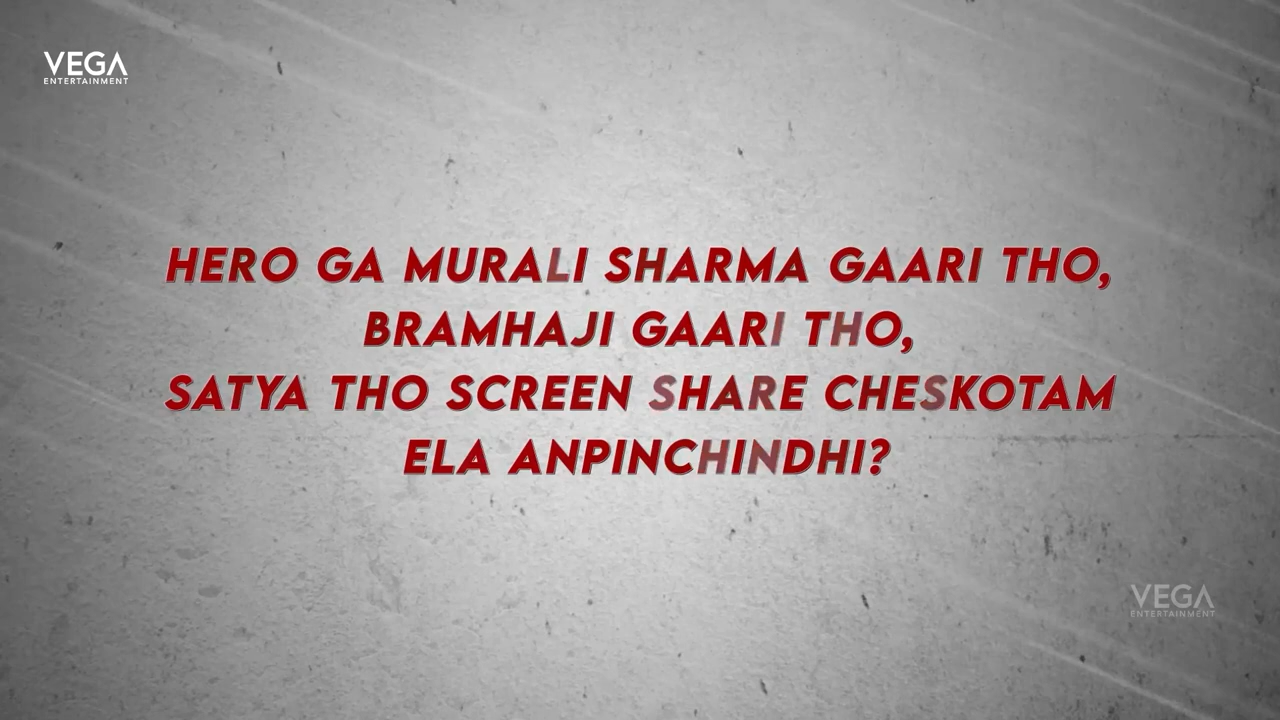 VEGA
ENTERTAINMENT
HERO GA MURALI SHARMA GAARI THO,
BRAMHAJI GAARI THO,
SATYA THO SCREEN SHARE CHESKOTAM
ELA ANPINCHINDHI?
VEGA
ENTERTAINMENT